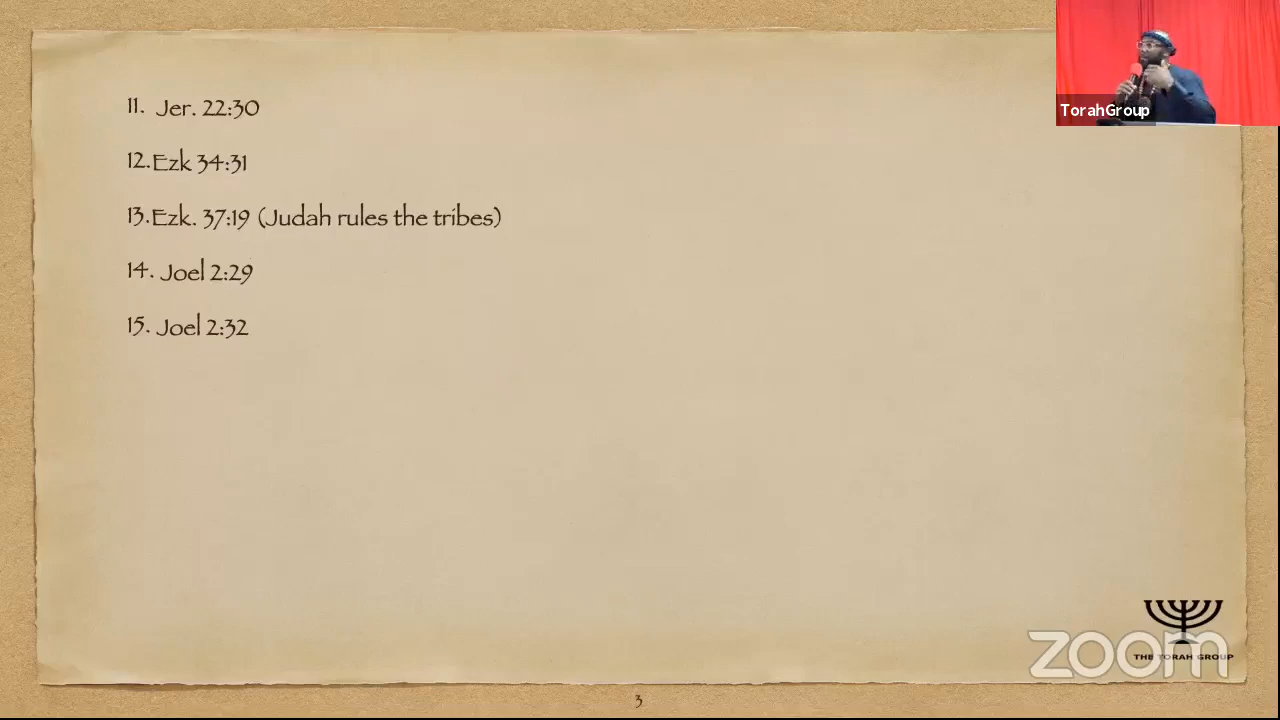 TorahGroup
11. Jer. 22:30
12. Ezk 34:31
13. Ezk. 37:19 (Judah rules the tribes)
14. Joel 2:29
15. Joel 2:32
zoom
THE TORAH GROUP
3